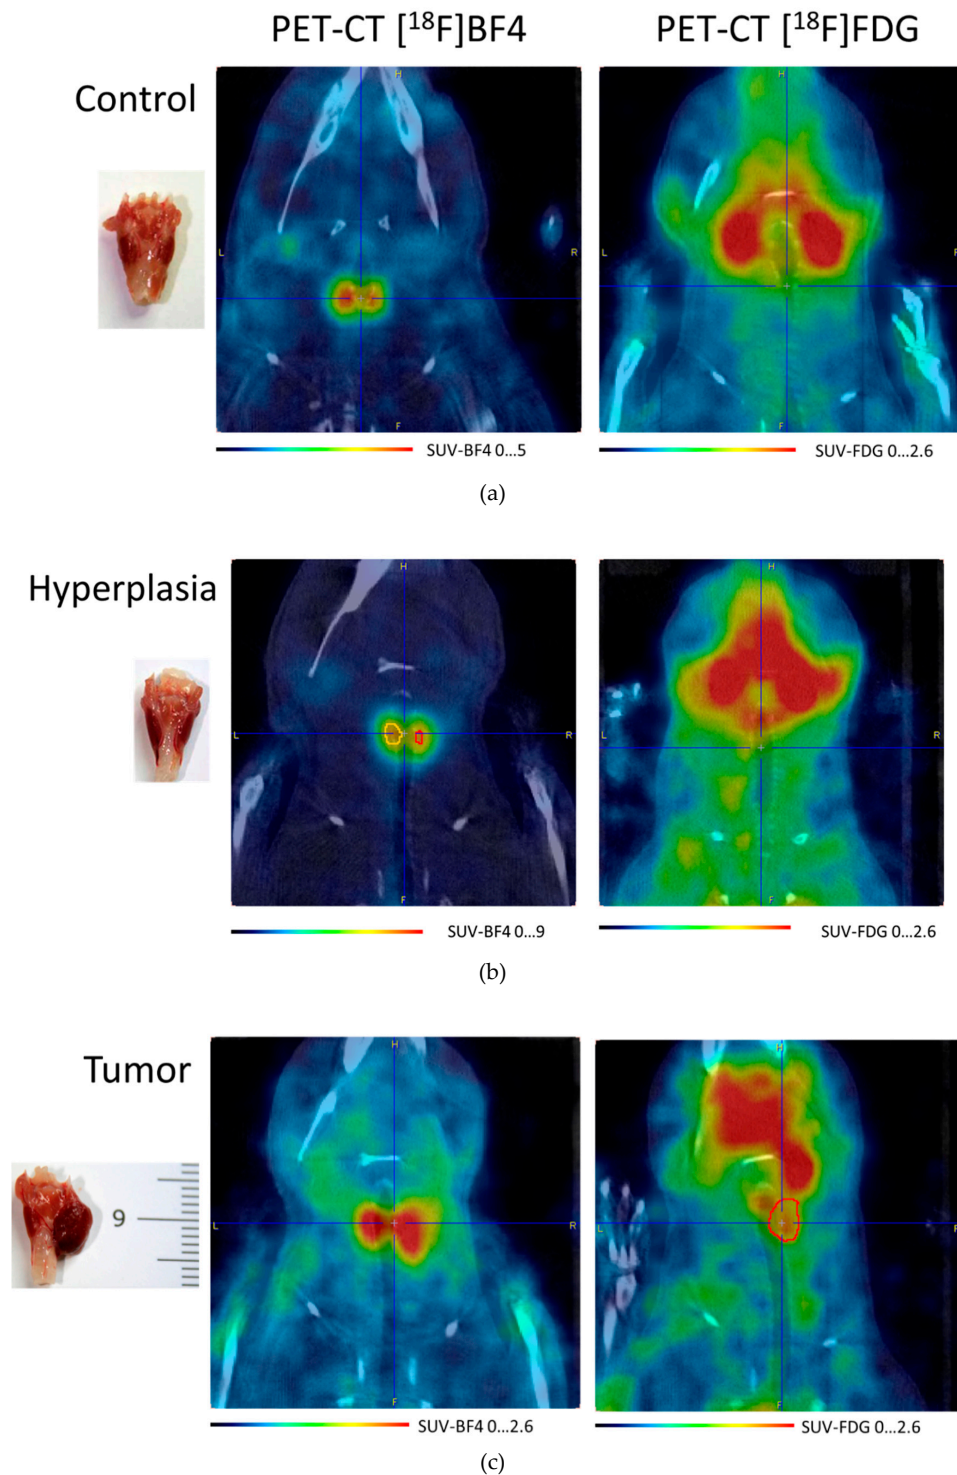 PET-CT [¹⁸F]BF4 PET-CT [¹⁸F]FDG
Control
H
L
R
F
H
L
R
F
SUV-BF4 0...5 SUV-FDG 0...2.6
(a)
Hyperplasia
H
L
R
F
H
L
R
F
SUV-BF4 0...9 SUV-FDG 0...2.6
(b)
Tumor
9
H
L
R
F
H
L
R
F
SUV-BF4 0...2.6 SUV-FDG 0...2.6
(c)